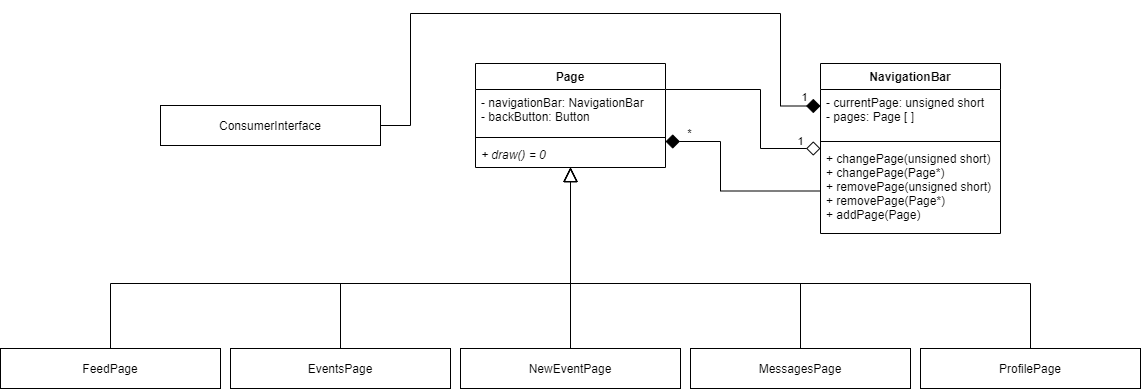 Page
NavigationBar
1
- navigationBar: NavigationBar
- backButton: Button
- currentPage: unsigned short
- pages: Page [ ]
ConsumerInterface
*
1
+ draw() = 0
+ changePage(unsigned short)
+ changePage(Page*)
+ removePage(unsigned short)
+ removePage(Page*)
+ addPage(Page)
FeedPage
EventsPage
NewEventPage
MessagesPage
ProfilePage